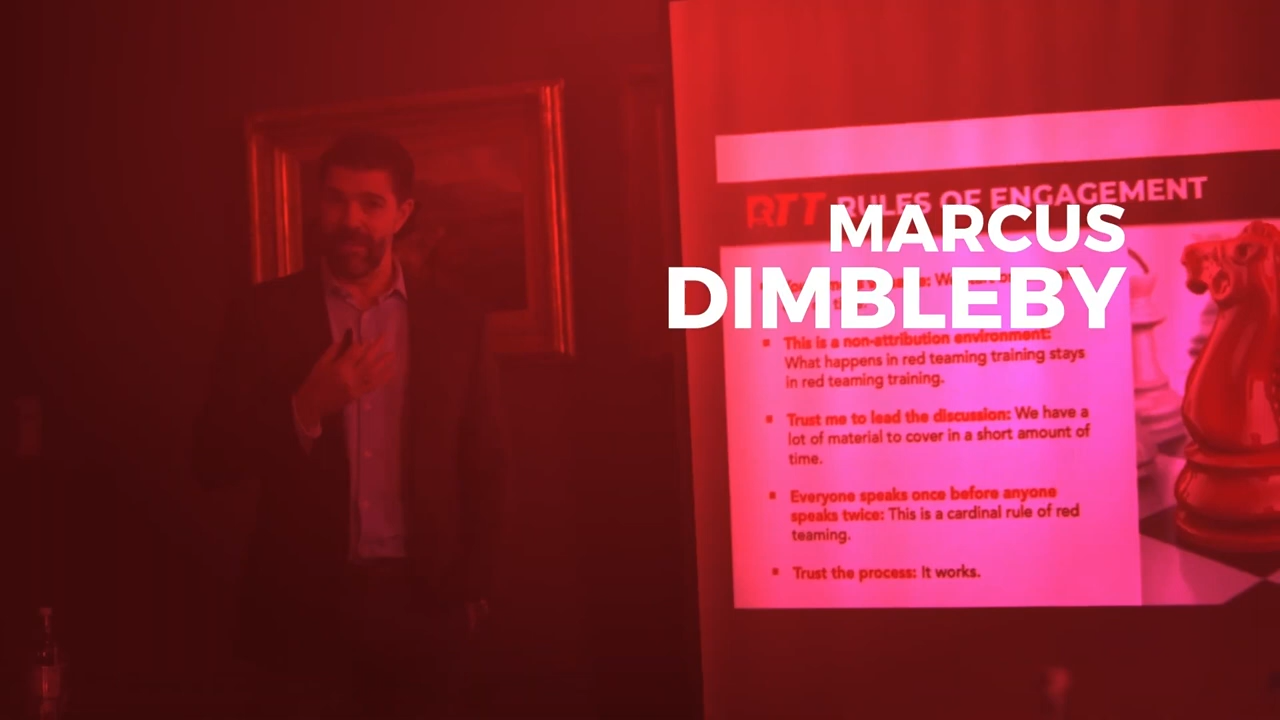 RTT RULES OF ENGAGEMENT
MARCUS
DIMBLEBY
This is a non-attribution environment:
What happens in red teaming training stays
in red teaming training.
Trust me to lead the discussion: We have a
lot of material to cover in a short amount of
time.
Everyone speaks once before anyone
speaks twice: This is a cardinal rule of red
teaming.
Trust the process: It works.